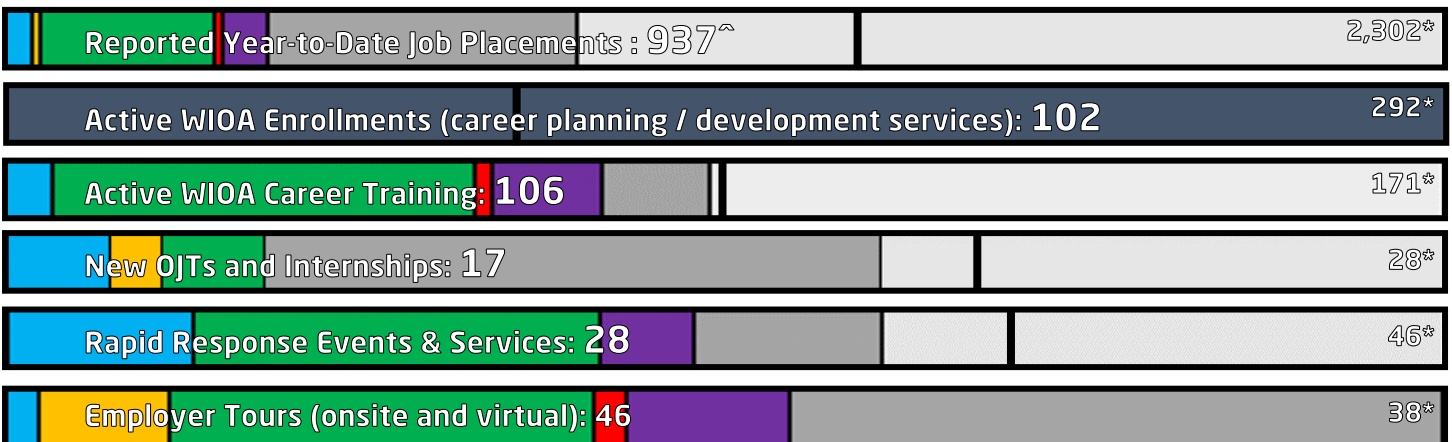 Reported Year-to-Date Job Placements : 937^ 2,302*
Active WIOA Enrollments (career planning / development services): 102 292*
Active WIOA Career Training: 106 171*
New OJTs and Internships: 17 28*
Rapid Response Events & Services: 28 46*
Employer Tours (onsite and virtual): 46 38*